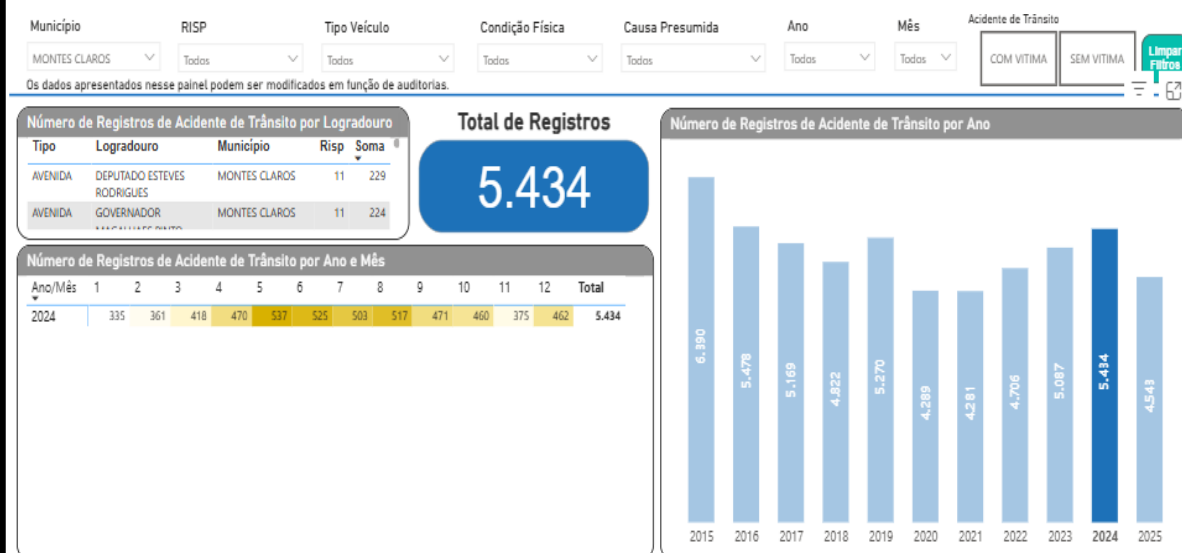 Município RISP Tipo Veículo Condição Física Causa Presumida Ano Mês Acidente de Trânsito
MONTES CLAROS Todos Todos Todos Todos Todos Todos COM VITIMA SEM VITIMA Limpar Filtros
Os dados apresentados nesse painel podem ser modificados em função de auditorias.
Número de Registros de Acidente de Trânsito por Logradouro
Tipo Logradouro Município Risp Soma
AVENIDA DEPUTADO ESTEVES RODRIGUES MONTES CLAROS 11 229
AVENIDA GOVERNADOR MONTES CLAROS 11 224
Total de Registros
5.434
Número de Registros de Acidente de Trânsito por Ano e Mês
Ano/Mês 1 2 3 4 5 6 7 8 9 10 11 12 Total
2024 335 361 418 470 537 525 503 517 471 460 375 462 5.434
Número de Registros de Acidente de Trânsito por Ano
6.390 5.478 5.169 4.822 5.270 4.289 4.281 4.706 5.087 5.434 4.543
2015 2016 2017 2018 2019 2020 2021 2022 2023 2024 2025